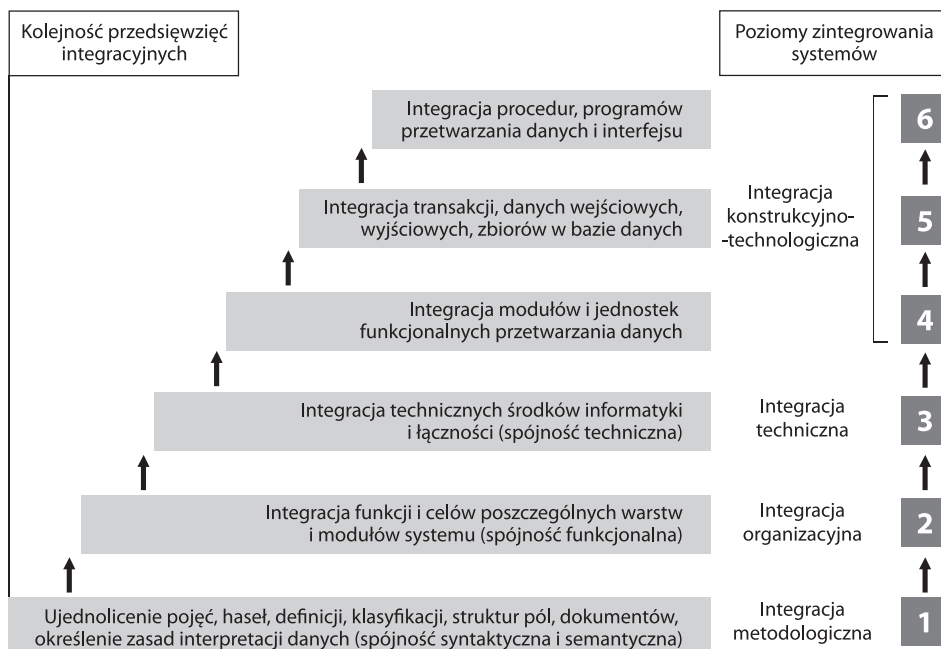 Kolejność przedsięwzięć
integracyjnych
Poziomy zintegrowania
systemów
Integracja procedur, programów
przetwarzania danych i interfejsu
6
Integracja transakcji, danych wejściowych,
wyjściowych, zbiorów w bazie danych
Integracja
konstrukcyjno-
-technologiczna
5
Integracja modułów i jednostek
funkcjonalnych przetwarzania danych
4
Integracja technicznych środków informatyki
i łączności (spójność techniczna)
Integracja
techniczna
3
Integracja funkcji i celów poszczególnych warstw
i modułów systemu (spójność funkcjonalna)
Integracja
organizacyjna
2
Ujednolicenie pojęć, haseł, definicji, klasyfikacji, struktur pól, dokumentów,
określenie zasad interpretacji danych (spójność syntaktyczna i semantyczna)
Integracja
metodologiczna
1